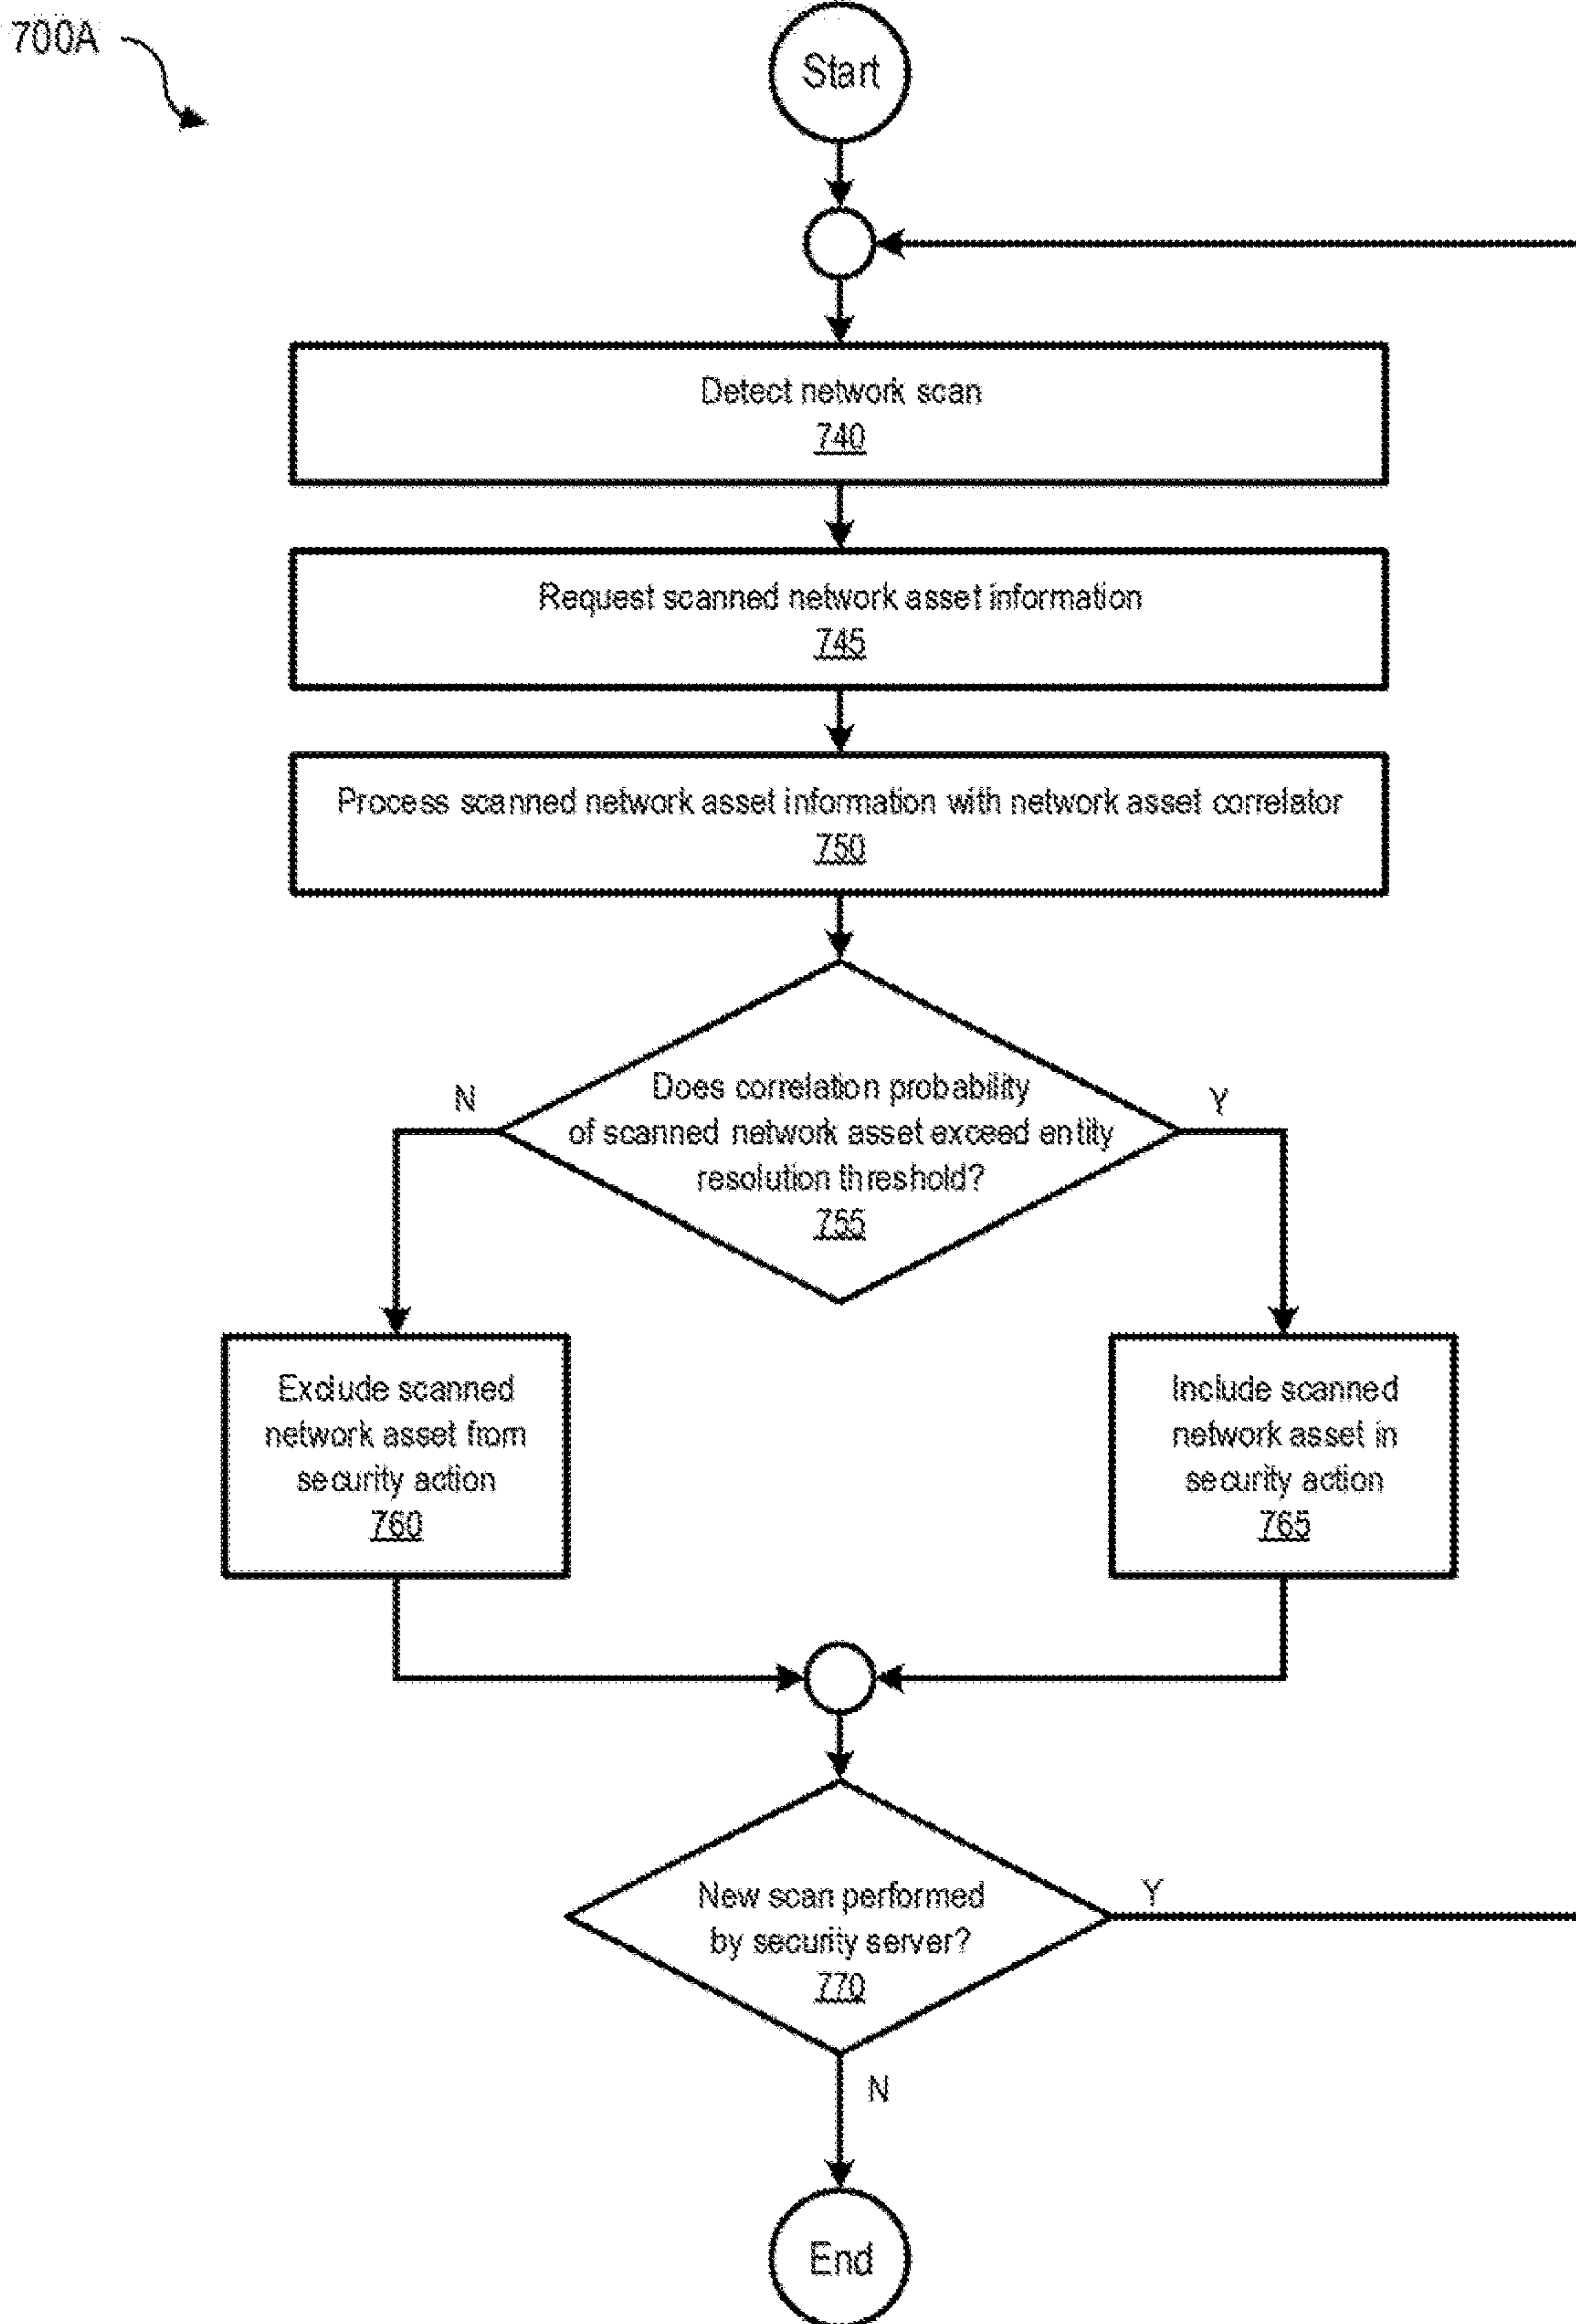 700A
Start
Detect network scan
740
Request scanned network asset information
745
Process scanned network asset information with network asset correlator
750
Does correlation probability
of scanned network asset exceed entity
resolution threshold?
755
N
Y
Exclude scanned
network asset from
security action
760
Include scanned
network asset in
security action
765
New scan performed
by security server?
770
Y
N
End